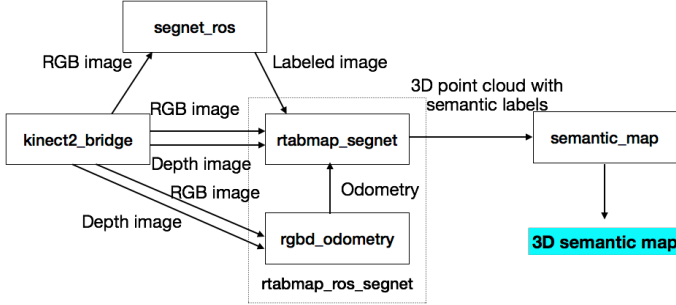 segnet_ros
RGB image
Labeled image
3D point cloud with
semantic labels
RGB image
kinect2_bridge
rtabmap_segnet
semantic_map
Depth image
RGB image
Odometry
Depth image
rgbd_odometry
3D semantic map
rtabmap_ros_segnet